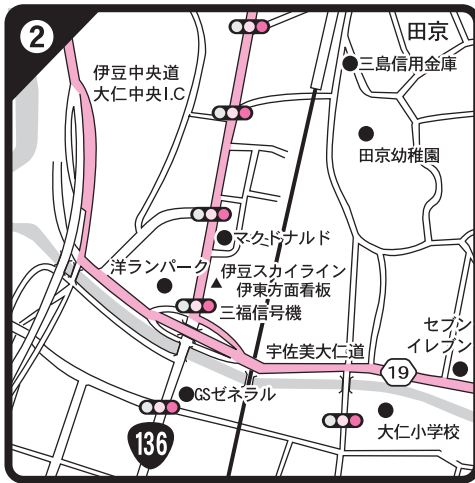 2
田京
三島信用金庫
伊豆中央道
大仁中央I.C
田京幼稚園
マクドナルド
洋ランパーク
伊豆スカイライン
伊東方面看板
三福信号機
宇佐美大仁道
セブン
イレブン
19
GSゼネラル
大仁小学校
136